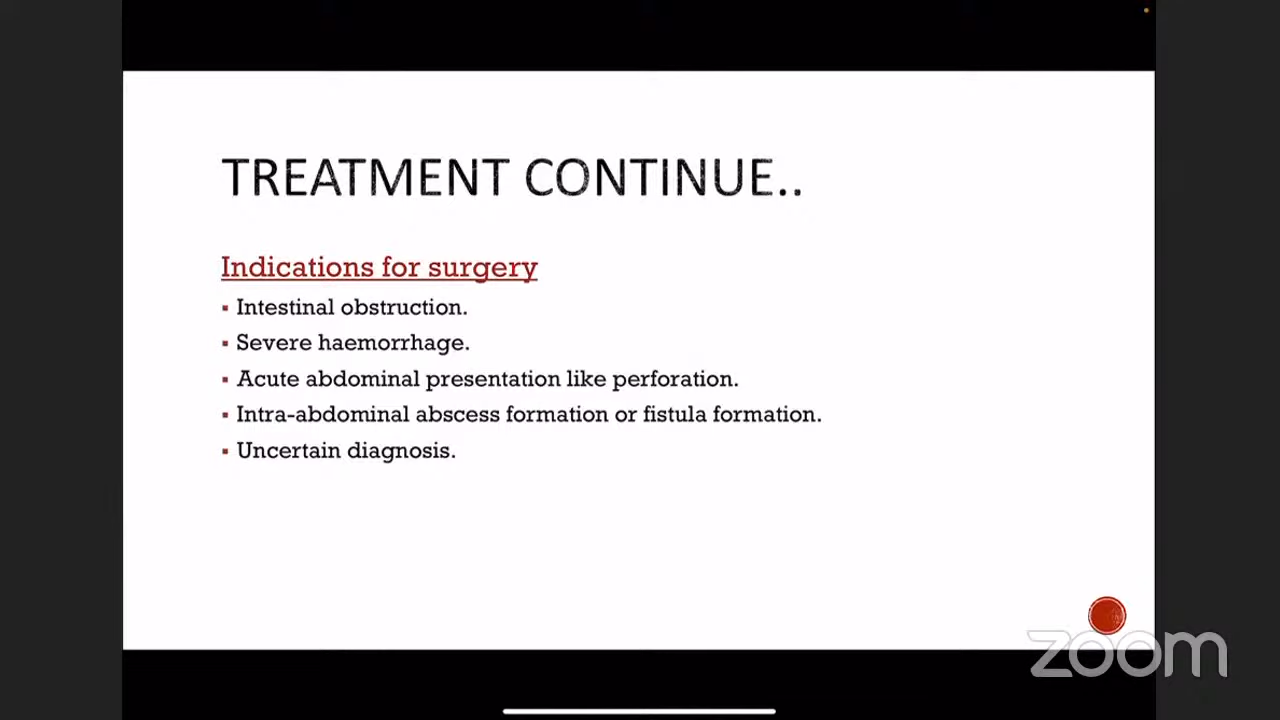 TREATMENT CONTINUE..
Indications for surgery
▪ Intestinal obstruction.
▪ Severe haemorrhage.
▪ Acute abdominal presentation like perforation.
▪ Intra-abdominal abscess formation or fistula formation.
▪ Uncertain diagnosis.
zoom